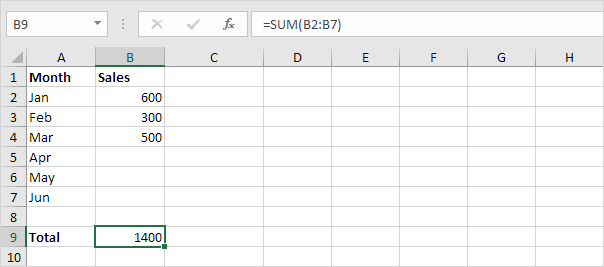 B9 fx =SUM(B2:B7)
A B C D E F G H
1 Month Sales
2 Jan 600
3 Feb 300
4 Mar 500
5 Apr
6 May
7 Jun
8
9 Total 1400
10